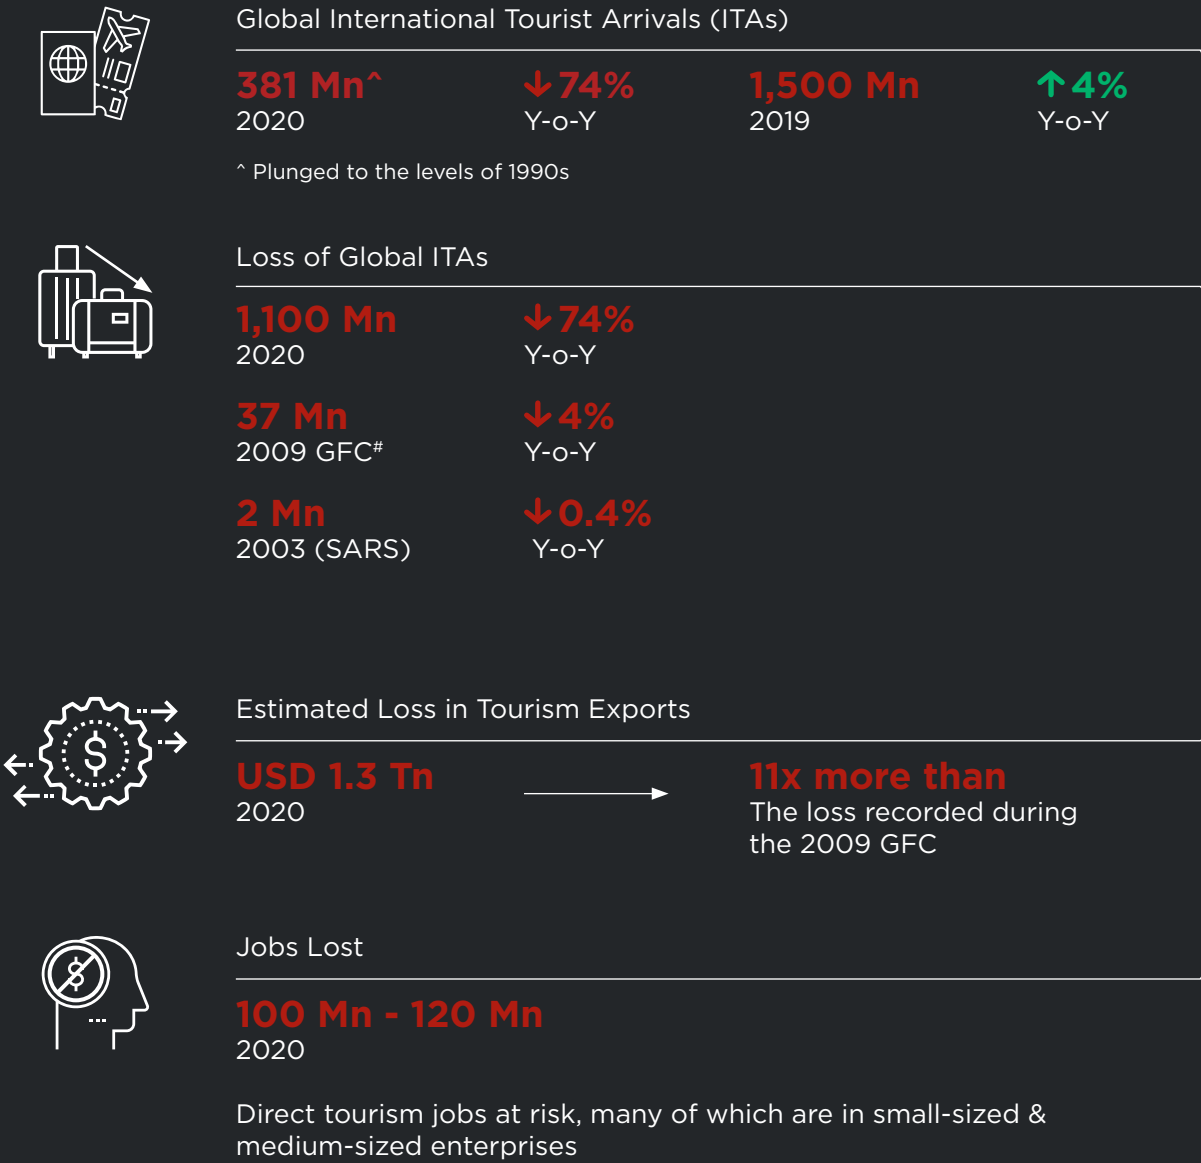 Global International Tourist Arrivals (ITAs)
381 Mn^ ↓74% 1,500 Mn ↑4%
2020 Y-o-Y 2019 Y-o-Y
^ Plunged to the levels of 1990s
Loss of Global ITAs
1,100 Mn ↓74%
2020 Y-o-Y
37 Mn ↓4%
2009 GFC# Y-o-Y
2 Mn ↓0.4%
2003 (SARS) Y-o-Y
Estimated Loss in Tourism Exports
USD 1.3 Tn 11x more than
2020 The loss recorded during
the 2009 GFC
Jobs Lost
100 Mn - 120 Mn
2020
Direct tourism jobs at risk, many of which are in small-sized &
medium-sized enterprises